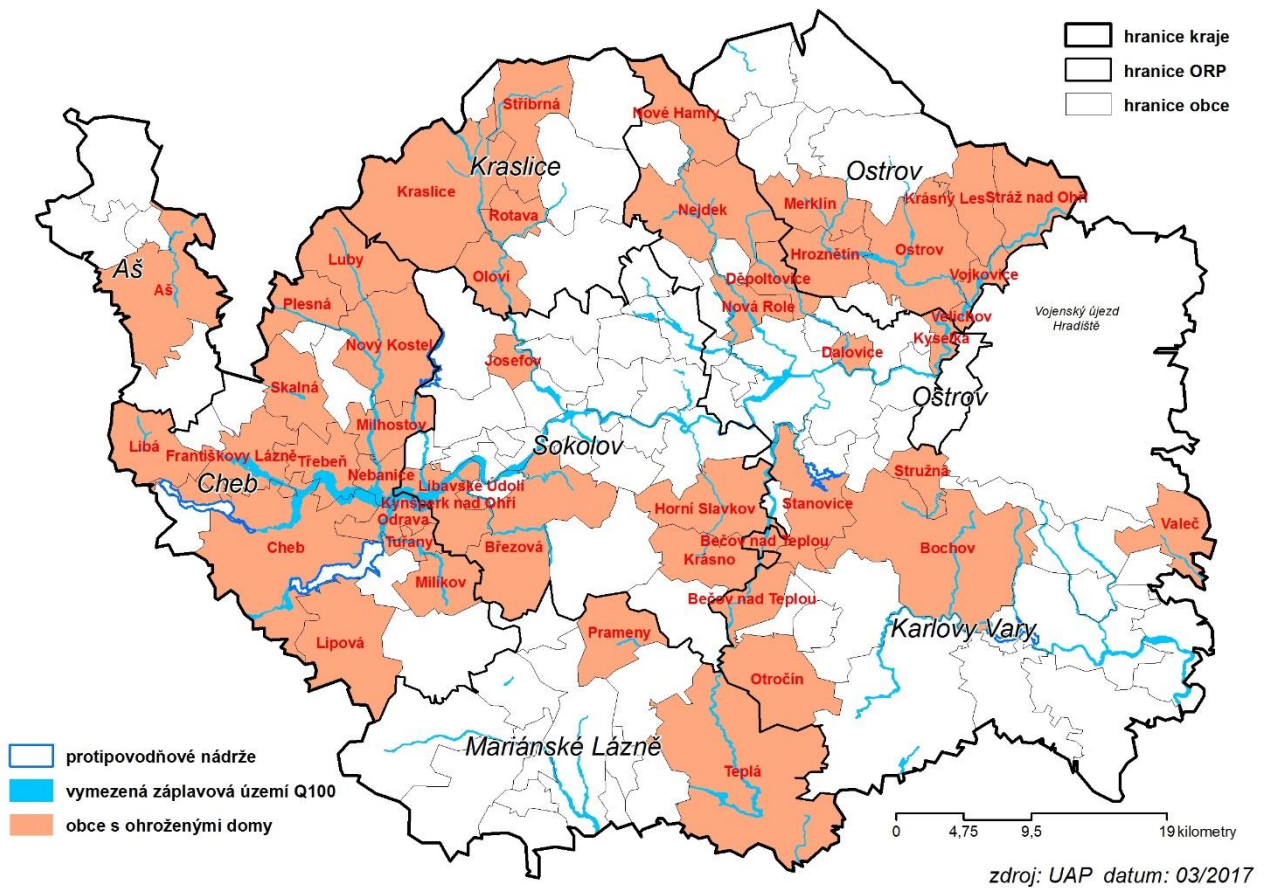 hranice kraje
hranice ORP
hranice obce
Stříbrná
Nové Hamry
Kraslice
Ostrov
Kraslice
Rotava
Nejdek
Merklín
Krásný Les
Stráž nad Ohří
Aš
Aš
Luby
Oloví
Hroznětín
Ostrov
Plesná
Děpoltovice
Vojkovice
Nová Role
Velichov
Vojenský újezd
Hradiště
Nový Kostel
Josefov
Dalovice
Kyselka
Skalná
Ostrov
Milhostov
Libá
Františkovy Lázně
Třebeň
Sokolov
Cheb
Nebanice
Libavské Údolí
Stružná
Kynšperk nad Ohří
Horní Slavkov
Stanovice
Odrava
Valeč
Cheb
Tuřany
Březová
Bečov nad Teplou
Bochov
Krásno
Milíkov
Bečov nad Teplou
Lipová
Prameny
Karlovy Vary
Otročín
Mariánské Lázně
Teplá
protipovodňové nádrže
vymezená záplavová území Q100
obce s ohroženými domy
0 4,75 9,5 19 kilometry
zdroj: UAP datum: 03/2017